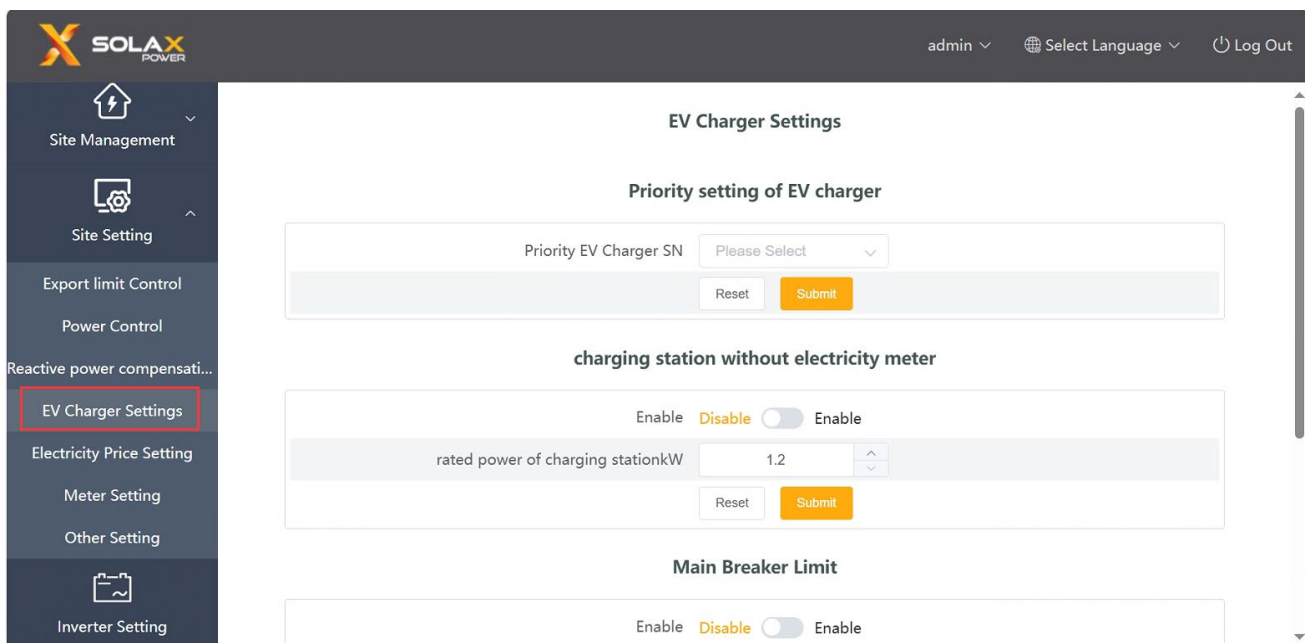 SOLAX
POWER
admin
Select Language
Log Out
Site Management
Site Setting
Export limit Control
Power Control
Reactive power compensati...
EV Charger Settings
Electricity Price Setting
Meter Setting
Other Setting
Inverter Setting
EV Charger Settings
Priority setting of EV charger
Priority EV Charger SN Please Select
Reset Submit
charging station without electricity meter
Enable Disable Enable
rated power of charging stationkW 1.2
Reset Submit
Main Breaker Limit
Enable Disable Enable